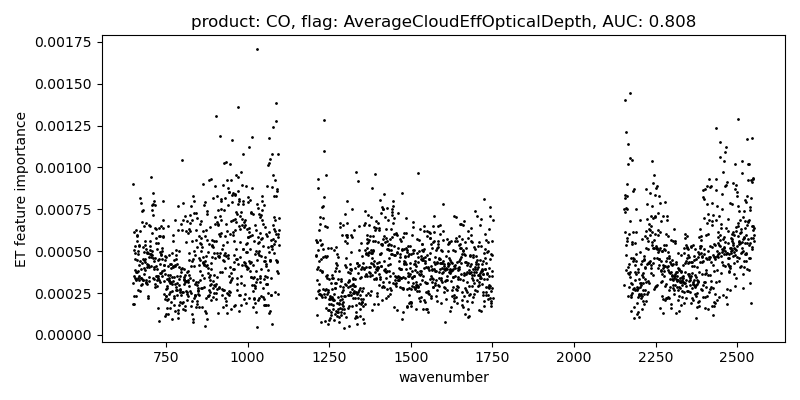 product: CO, flag: AverageCloudEffOpticalDepth, AUC: 0.808
0.00175
0.00150
0.00125
0.00100
0.00075
0.00050
0.00025
0.00000
ET feature importance
750 1000 1250 1500 1750 2000 2250 2500
wavenumber